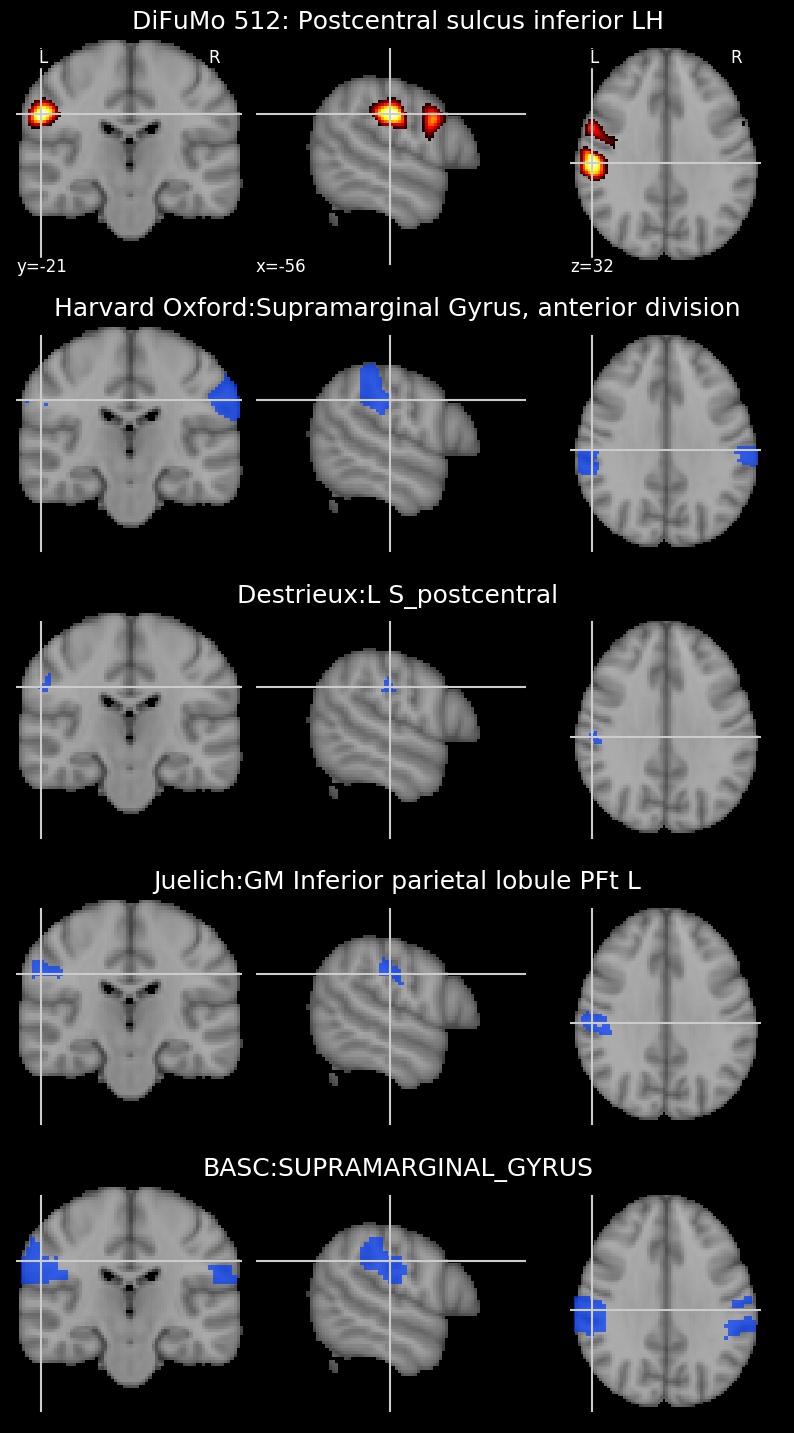 DiFuMo 512: Postcentral sulcus inferior LH
L R L R
y=-21 x=-56 z=32
Harvard Oxford:Supramarginal Gyrus, anterior division
Destrieux:L S_postcentral
Juelich:GM Inferior parietal lobule PFt L
BASC:SUPRAMARGINAL_GYRUS